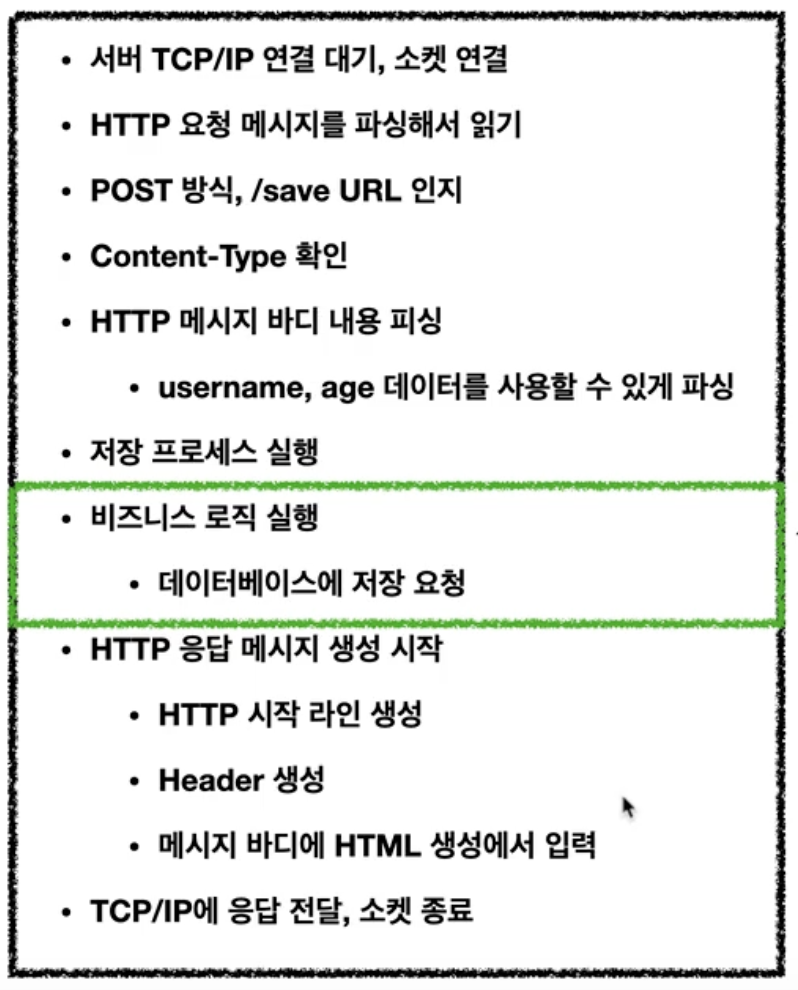 • 서버 TCP/IP 연결 대기, 소켓 연결
• HTTP 요청 메시지를 파싱해서 읽기
• POST 방식, /save URL 인지
• Content-Type 확인
• HTTP 메시지 바디 내용 피싱
• username, age 데이터를 사용할 수 있게 파싱
• 저장 프로세스 실행
• 비즈니스 로직 실행
• 데이터베이스에 저장 요청
• HTTP 응답 메시지 생성 시작
• HTTP 시작 라인 생성
• Header 생성
• 메시지 바디에 HTML 생성에서 입력
• TCP/IP에 응답 전달, 소켓 종료